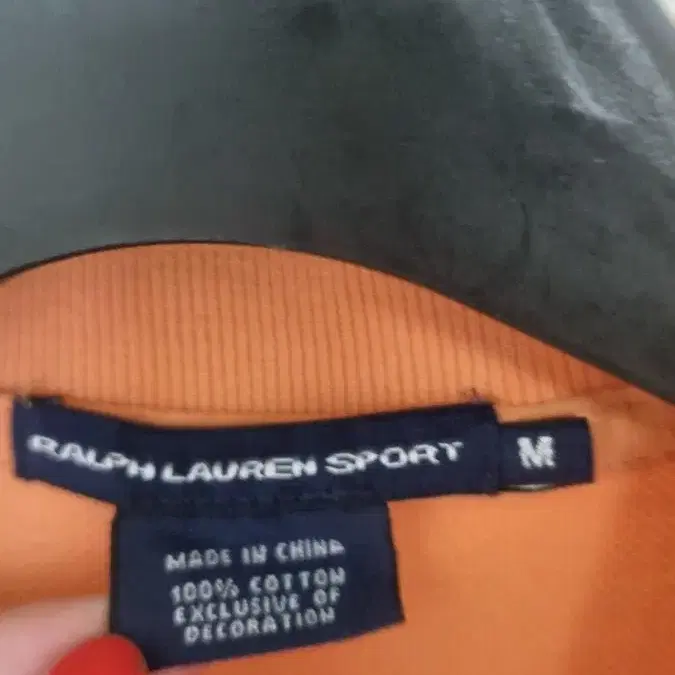 RALPH LAUREN SPORT
M
MADE IN CHINA
100% COTTON
EXCLUSIVE OF
DECORATION